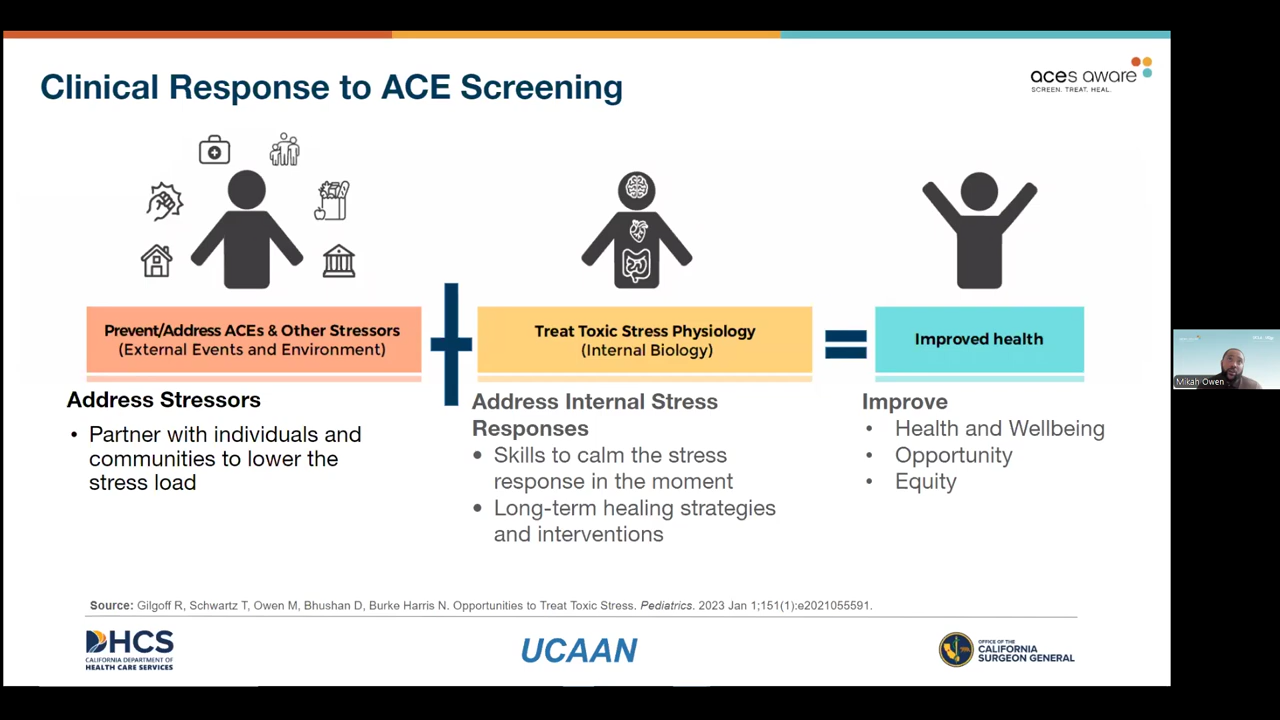 Clinical Response to ACE Screening
aces aware
SCREEN. TREAT. HEAL.
Prevent/Address ACEs & Other Stressors
(External Events and Environment)
Treat Toxic Stress Physiology
(Internal Biology)
Improved health
Address Stressors
• Partner with individuals and
communities to lower the
stress load
Address Internal Stress
Responses
• Skills to calm the stress
response in the moment
• Long-term healing strategies
and interventions
Improve
• Health and Wellbeing
• Opportunity
• Equity
Mikah Owen
Source: Gilgoff R, Schwartz T, Owen M, Bhushan D, Burke Harris N. Opportunities to Treat Toxic Stress. Pediatrics. 2023 Jan 1;151(1):e2021055591.
DHCS
CALIFORNIA DEPARTMENT OF
HEALTH CARE SERVICES
UCAAN
OFFICE OF THE
CALIFORNIA
SURGEON GENERAL